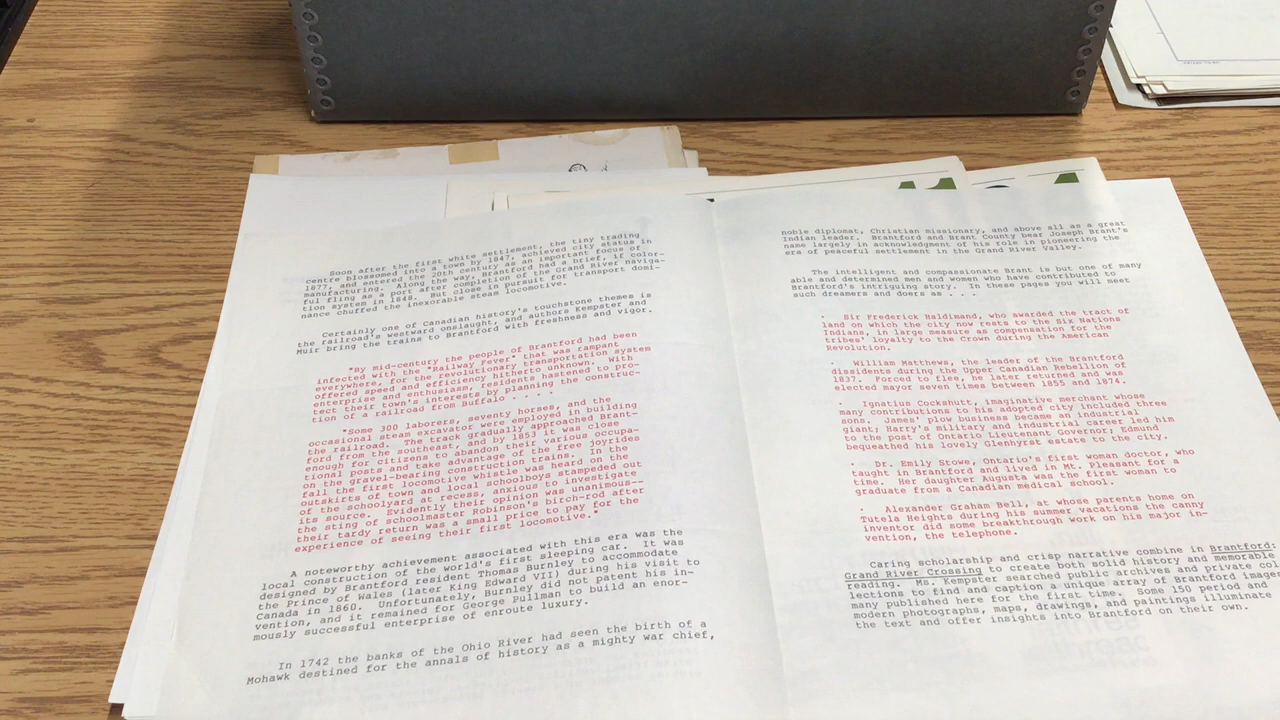 Soon after the first white settlement, the tiny trading
centre blossomed into a town by 1847, achieved city status in
1877, and entered the 20th century as an important focus of
manufacturing. Along the way, Brantford had a brief, if color-
ful fling as a port after completion of the Grand River naviga-
tion system in 1848. But close in pursuit for transport domi-
nance chuffed the inexorable steam locomotive.
Certainly one of Canadian history's touchstone themes is
the railroad's westward onslaught, and authors Kempster and
Muir bring the trains to Brantford with freshness and vigor.
"By mid-century the people of Brantford had been
infected with the "Railway Fever" that was rampant
everywhere, for the revolutionary transportation system
offered speed and efficiency hitherto unknown. With
enterprise and enthusiasm, residents hastened to pro-
tect their town's interests by planning the construc-
tion of a railroad from Buffalo . . . .
"Some 300 laborers, seventy horses, and the
occasional steam excavator were employed in building
the railroad. The track gradually approached Brant-
ford from the southeast, and by 1853 it was close
enough for citizens to abandon their various occupa-
tional posts and take advantage of the free joyrides
on the gravel-bearing construction trains. In the
fall the first locomotive whistle was heard on the
outskirts of town and local schoolboys stampeded out
of the schoolyard at recess, anxious to investigate
its source. Evidently their opinion was unanimous--
the sting of schoolmaster Robinson's birch-rod after
their tardy return was a small price to pay for the
experience of seeing their first locomotive."
A noteworthy achievement associated with this era was the
local construction of the world's first sleeping car. It was
designed by Brantford resident Thomas Burnley to accommodate
the Prince of Wales (later King Edward VII) during his visit to
Canada in 1860. Unfortunately, Burnley did not patent his in-
vention, and it remained for George Pullman to build an enor-
mously successful enterprise of enroute luxury.
In 1742 the banks of the Ohio River had seen the birth of a
Mohawk destined for the annals of history as a mighty war chief,
noble diplomat, Christian missionary, and above all as a great
Indian leader. Brantford and Brant County bear Joseph Brant's
name largely in acknowledgment of his role in pioneering the
era of peaceful settlement in the Grand River Valley.
The intelligent and compassionate Brant is but one of many
able and determined men and women who have contributed to
Brantford's intriguing story. In these pages you will meet
such dreamers and doers as . . .
· Sir Frederick Haldimand, who awarded the tract of
land on which the city now rests to the Six Nations
Indians, in large measure as compensation for the
tribes' loyalty to the Crown during the American
Revolution.
· William Matthews, the leader of the Brantford
dissidents during the Upper Canadian Rebellion of
1837. Forced to flee, he later returned and was
elected mayor seven times between 1855 and 1874.
· Ignatius Cockshutt, imaginative merchant whose
many contributions to his adopted city included three
sons. James' plow business became an industrial
giant; Harry's military and industrial career led him
to the post of Ontario Lieutenant Governor; Edmund
bequeathed his lovely Glenhyrst estate to the city.
· Dr. Emily Stowe, Ontario's first woman doctor, who
taught in Brantford and lived in Mt. Pleasant for a
time. Her daughter Augusta was the first woman to
graduate from a Canadian medical school.
· Alexander Graham Bell, at whose parents home on
Tutela Heights during his summer vacations the canny
inventor did some breakthrough work on his major in-
vention, the telephone.
Caring scholarship and crisp narrative combine in Brantford:
Grand River Crossing to create both solid history and memorable
reading. Ms. Kempster searched public archives and private col
lections to find and caption a unique array of Brantford images
many published here for the first time. Some 150 period and
modern photographs, maps, drawings, and paintings illuminate
the text and offer insights into Brantford on their own.